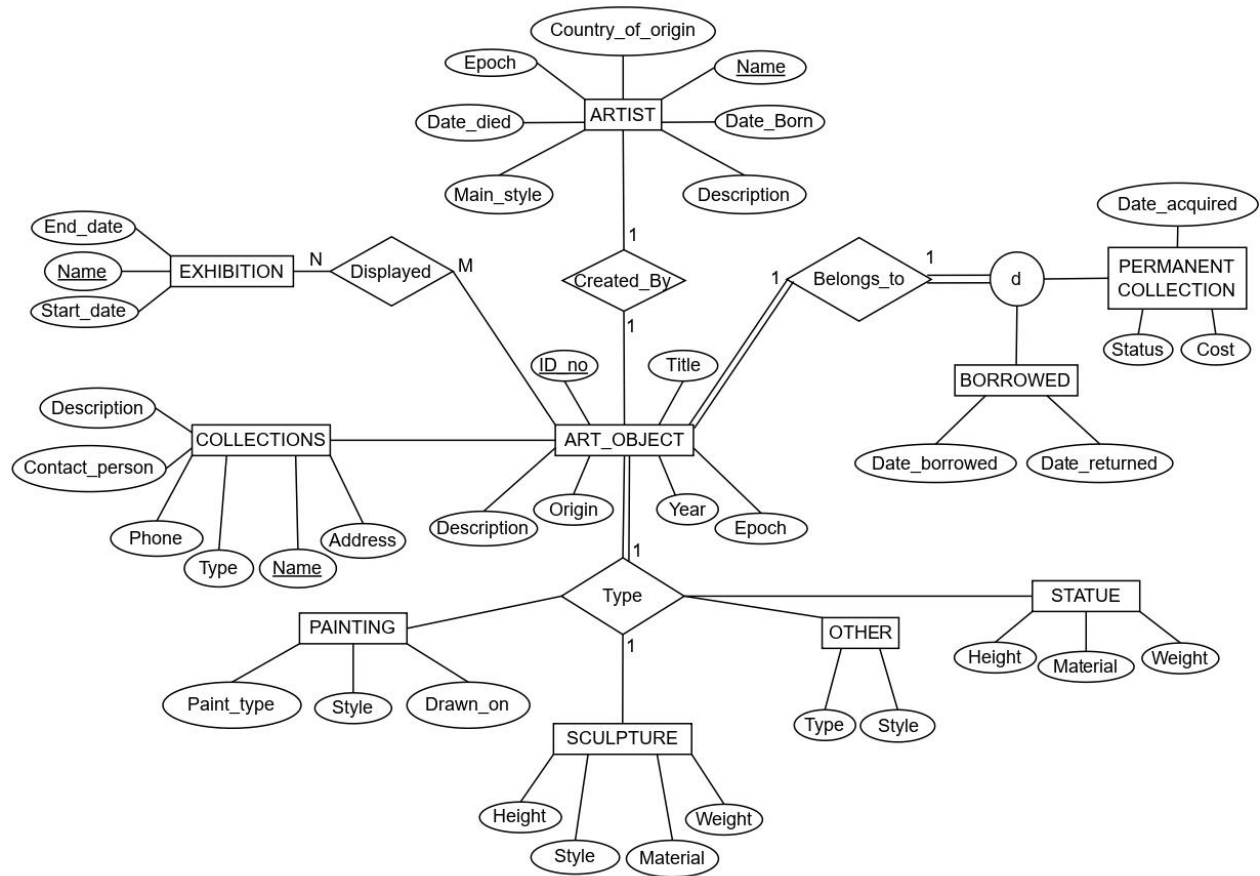 Country_of_origin
Epoch
Name
ARTIST
Date_died
Date_Born
Main_style
Description
1
Created_By
1
End_date
Name
Start_date
EXHIBITION
N
Displayed
M
1
Belongs_to
1
d
Date_acquired
PERMANENT
COLLECTION
Status
Cost
BORROWED
Date_borrowed
Date_returned
ID_no
Title
ART_OBJECT
Description
Origin
Year
Epoch
Description
COLLECTIONS
Contact_person
Phone
Type
Name
Address
1
Type
1
PAINTING
Paint_type
Style
Drawn_on
SCULPTURE
Height
Style
Material
Weight
OTHER
Type
Style
STATUE
Height
Material
Weight